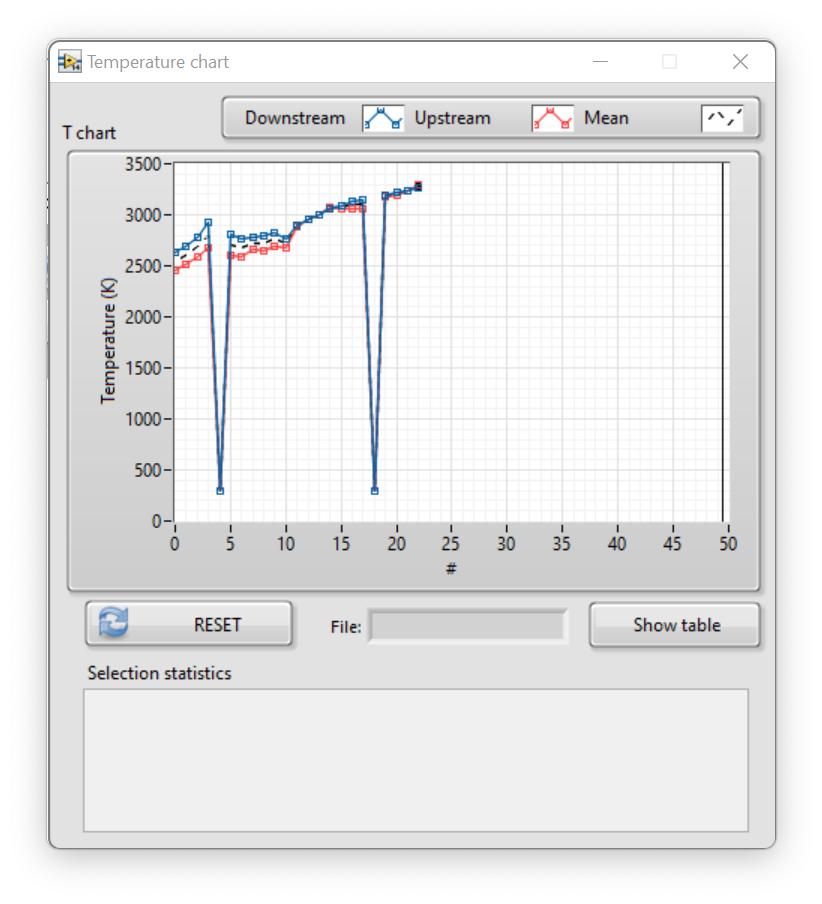 Temperature chart
Downstream Upstream Mean
T chart
3500
3000
2500
2000
1500
1000
500
0
Temperature (K)
0 5 10 15 20 25 30 35 40 45 50
#
RESET File: Show table
Selection statistics